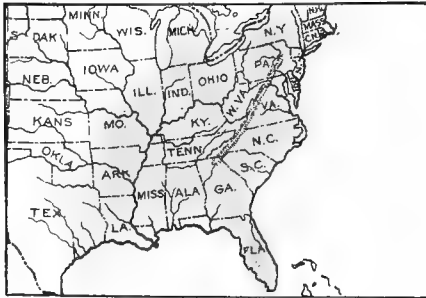 MINN.
WIS.
MICH.
N.Y
N.H.
MASS
S. DAK.
IOWA
PA.
NEB.
ILL.
IND.
OHIO
W.VA.
VA.
KANS
MO.
KY.
N.C.
OKLA
TENN
S.C.
ARK
MISS
ALA
GA.
TEX.
LA.
FLA